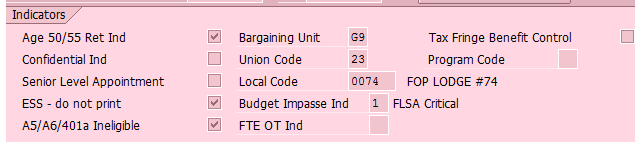 Indicators
Age 50/55 Ret Ind Bargaining Unit G9 Tax Fringe Benefit Control
Confidential Ind Union Code 23 Program Code
Senior Level Appointment Local Code 0074 FOP LODGE #74
ESS - do not print Budget Impasse Ind 1 FLSA Critical
A5/A6/401a Ineligible FTE OT Ind